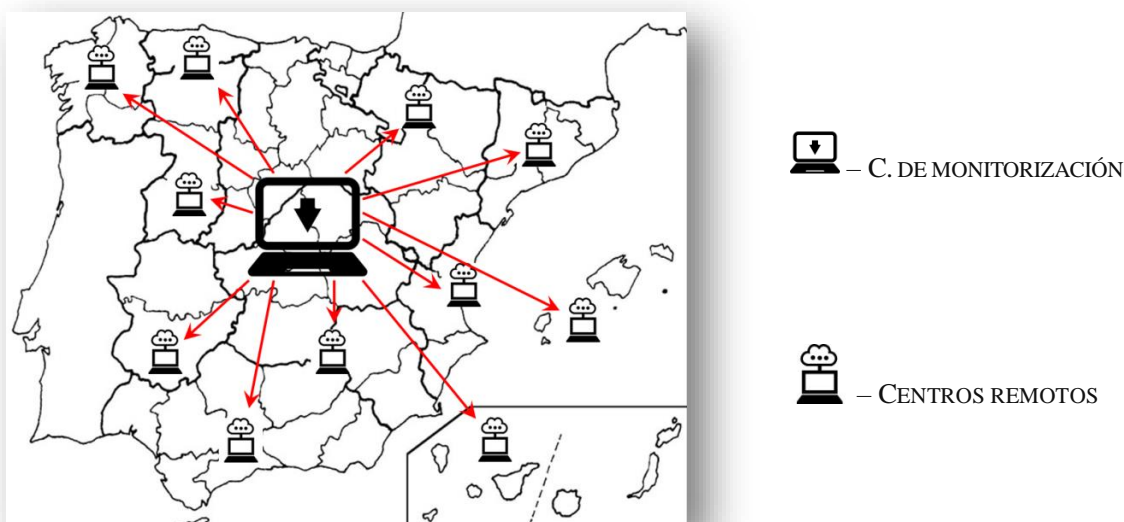 – C. DE MONITORIZACIÓN
– CENTROS REMOTOS